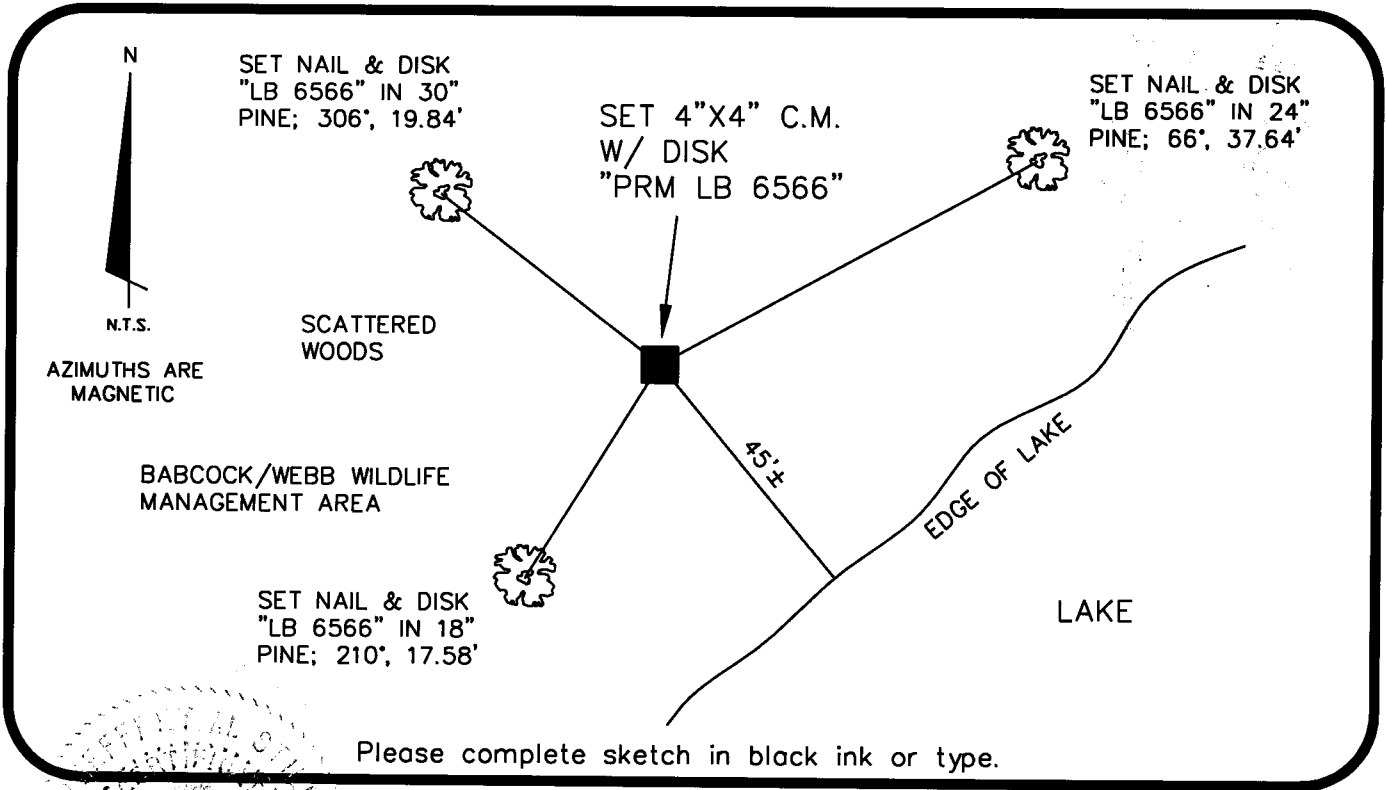 N
SET NAIL & DISK
"LB 6566" IN 30"
PINE; 306°, 19.84'
SET 4"X4" C.M.
W/ DISK
"PRM LB 6566"
SET NAIL & DISK
"LB 6566" IN 24"
PINE; 66°, 37.64'
N.T.S.
AZIMUTHS ARE
MAGNETIC
SCATTERED
WOODS
45'±
EDGE OF LAKE
BABCOCK/WEBB WILDLIFE
MANAGEMENT AREA
SET NAIL & DISK
"LB 6566" IN 18"
PINE; 210°, 17.58'
LAKE
Please complete sketch in black ink or type.